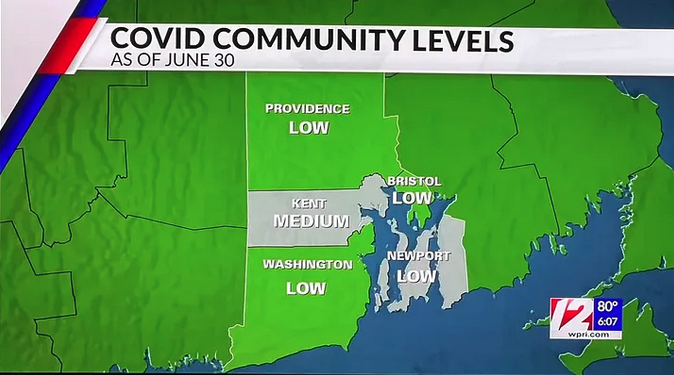 COVID COMMUNITY LEVELS
AS OF JUNE 30
PROVIDENCE
LOW
BRISTOL
LOW
KENT
MEDIUM
NEWPORT
LOW
WASHINGTON
LOW
12
80°
6:07
wpri.com